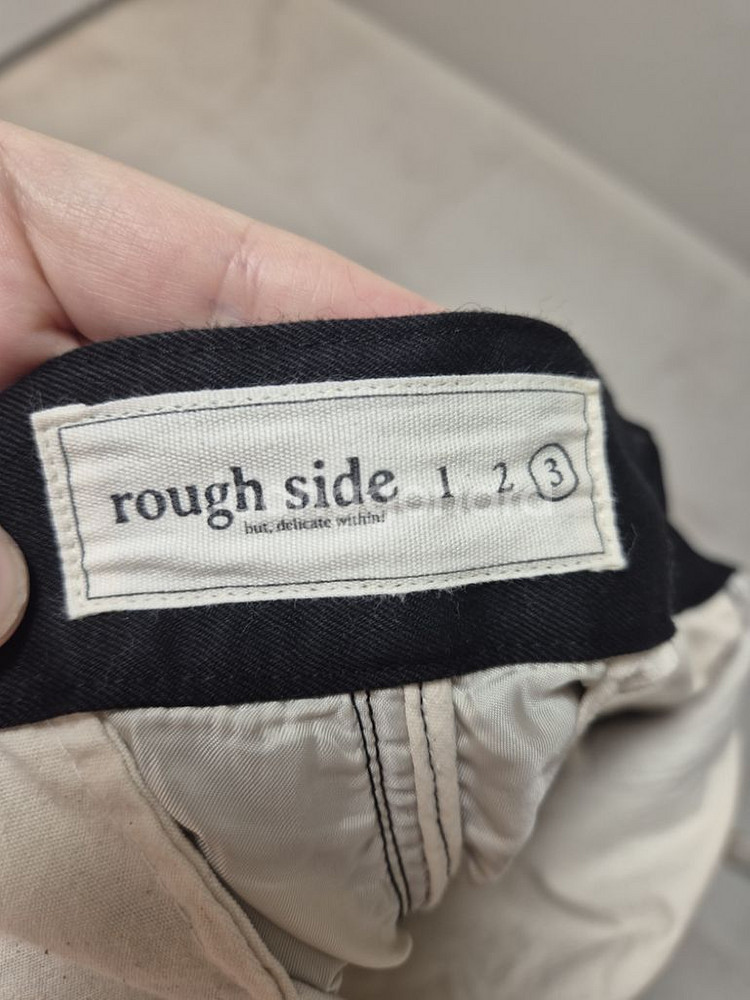 rough side 1 2 3
but, delicate within!